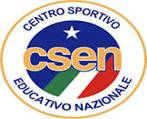 CENTRO SPORTIVO
csen
EDUCATIVO NAZIONALE